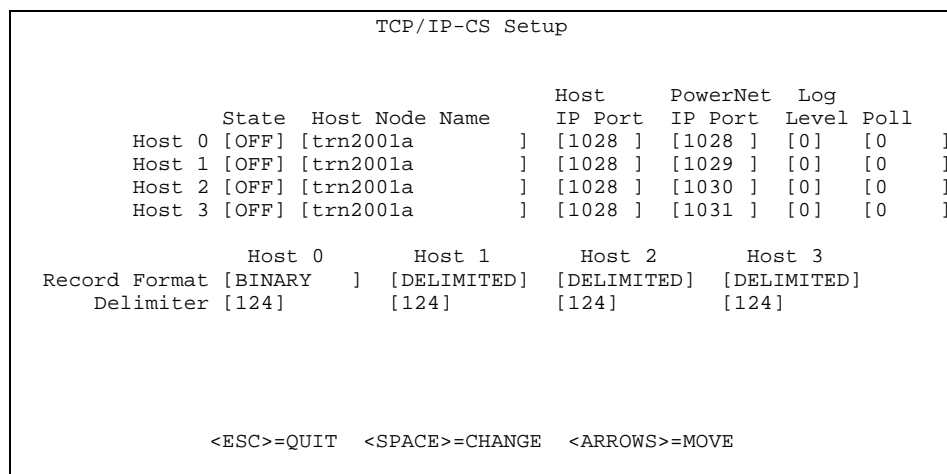 TCP/IP-CS Setup
Host PowerNet Log
State Host Node Name IP Port IP Port Level Poll
Host 0 [OFF] [trn2001a ] [1028 ] [1028 ] [0] [0 ]
Host 1 [OFF] [trn2001a ] [1028 ] [1029 ] [0] [0 ]
Host 2 [OFF] [trn2001a ] [1028 ] [1030 ] [0] [0 ]
Host 3 [OFF] [trn2001a ] [1028 ] [1031 ] [0] [0 ]
Host 0 Host 1 Host 2 Host 3
Record Format [BINARY ] [DELIMITED] [DELIMITED] [DELIMITED]
Delimiter [124] [124] [124] [124]
<ESC>=QUIT <SPACE>=CHANGE <ARROWS>=MOVE